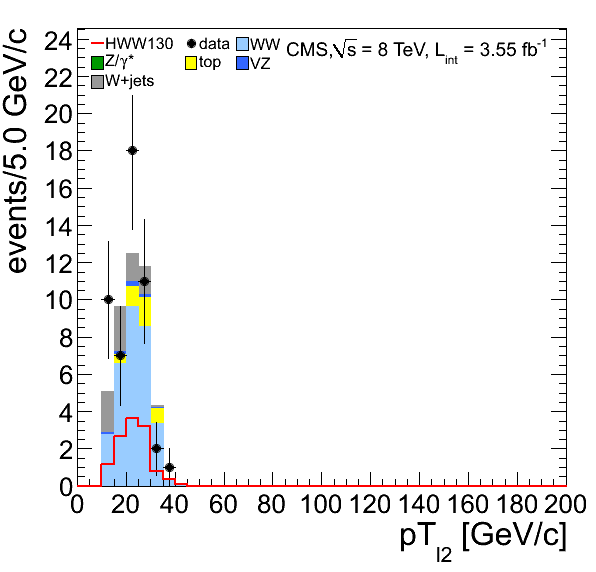 HWW130 data WW CMS,√s = 8 TeV, L_int = 3.55 fb⁻¹
Z/γ* top VZ
W+jets
events/5.0 GeV/c
24
22
20
18
16
14
12
10
8
6
4
2
0
0 20 40 60 80 100 120 140 160 180 200
pT_l2 [GeV/c]